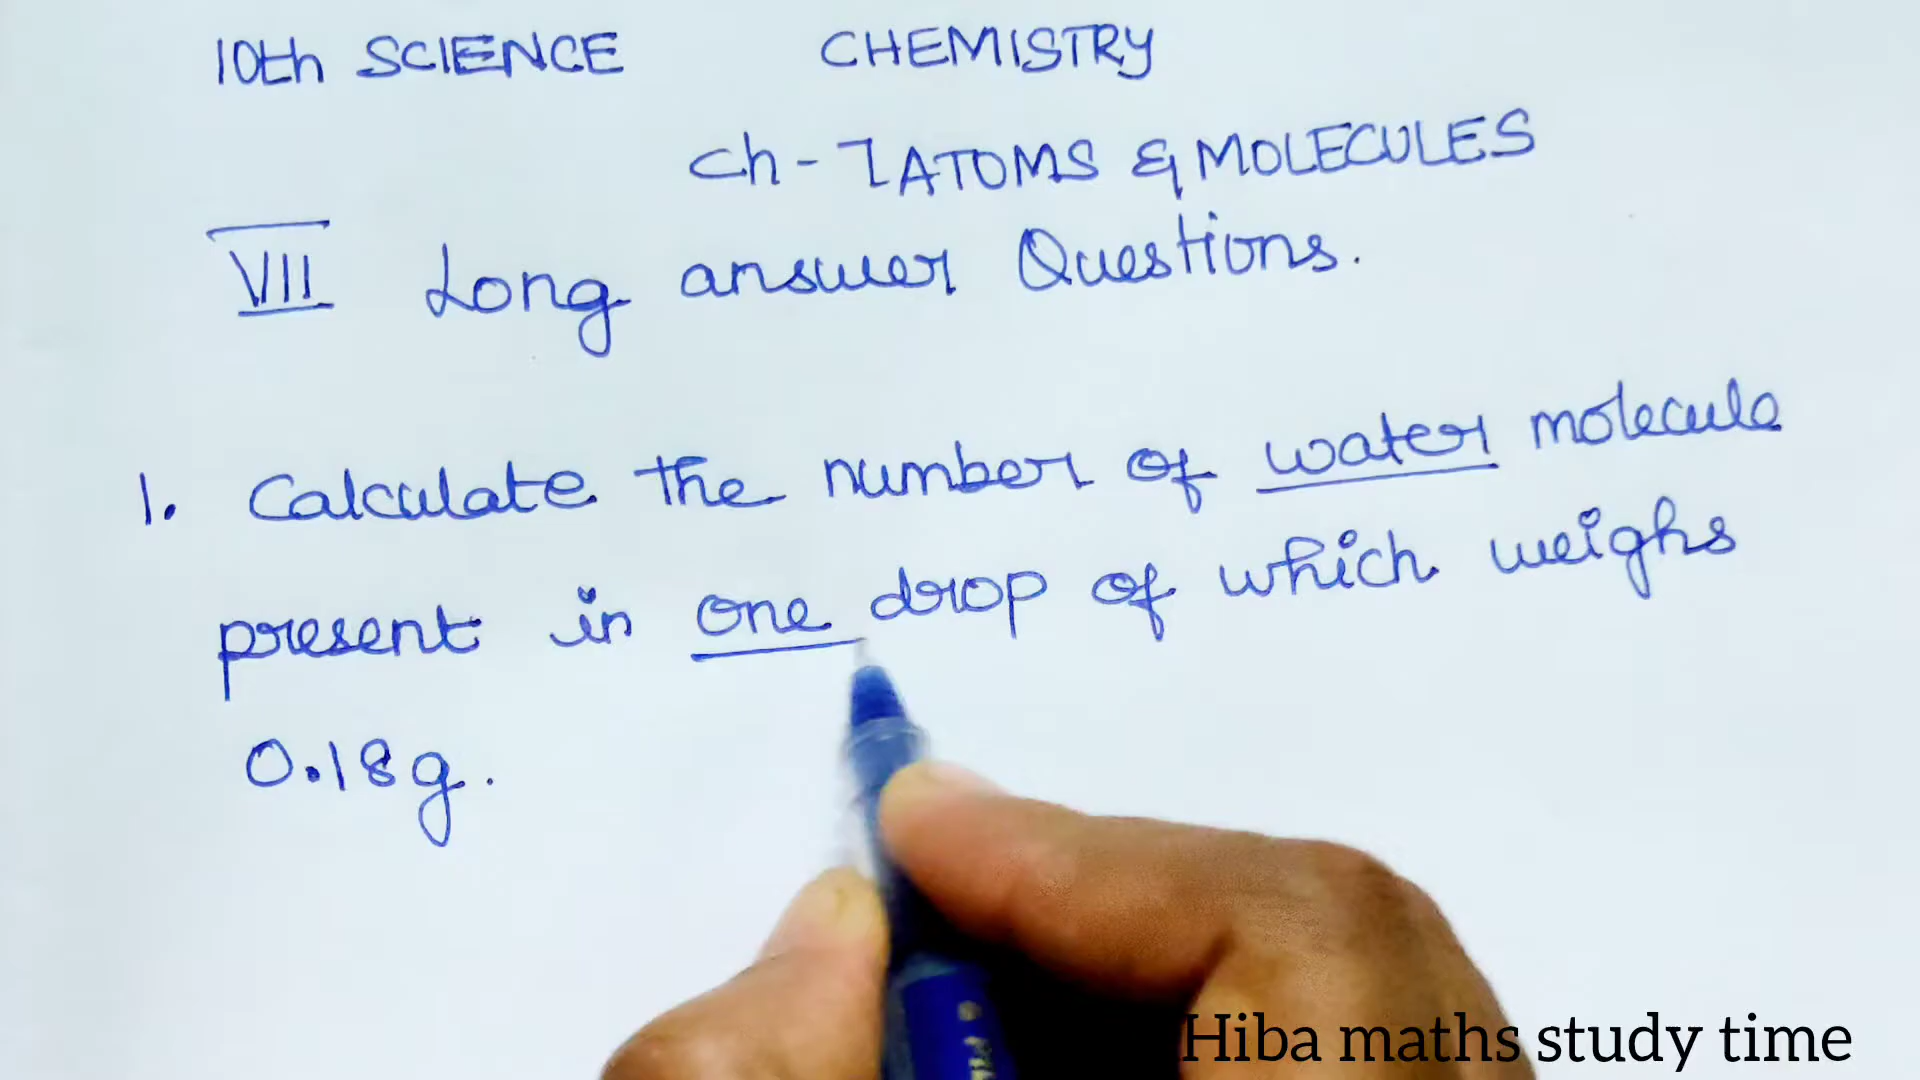 10th SCIENCE CHEMISTRY
Ch - 7 ATOMS & MOLECULES
VII Long answer Questions.
1. Calculate the number of water molecule
present in one drop of which weighs
0.18g.
Hiba maths study time